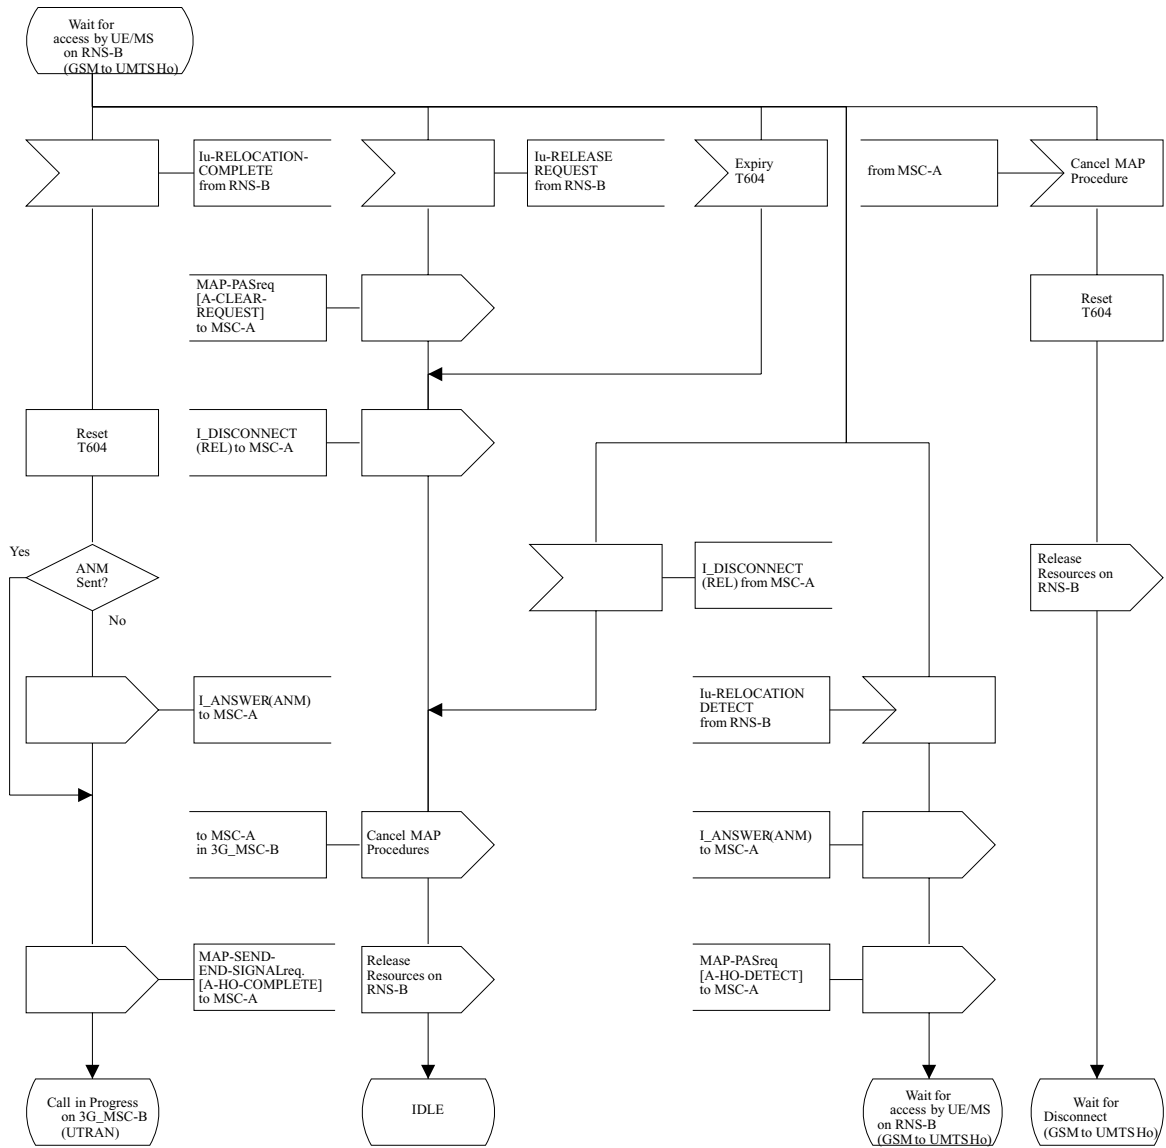 Wait for
access by UE/MS
on RNS-B
(GSM to UMTS Ho)
Iu-RELOCATION-
COMPLETE
from RNS-B
Iu-RELEASE
REQUEST
from RNS-B
Expiry
T604
from MSC-A
Cancel MAP
Procedure
MAP-PASreq
[A-CLEAR-
REQUEST]
to MSC-A
Reset
T604
Reset
T604
I_DISCONNECT
(REL) to MSC-A
Yes
ANM
Sent?
No
I_DISCONNECT
(REL) from MSC-A
Release
Resources on
RNS-B
I_ANSWER(ANM)
to MSC-A
Iu-RELOCATION
DETECT
from RNS-B
to MSC-A
in 3G_MSC-B
Cancel MAP
Procedures
I_ANSWER(ANM)
to MSC-A
MAP-SEND-
END-SIGNALreq.
[A-HO-COMPLETE]
to MSC-A
Release
Resources on
RNS-B
MAP-PASreq
[A-HO-DETECT]
to MSC-A
Call in Progress
on 3G_MSC-B
(UTRAN)
IDLE
Wait for
access by UE/MS
on RNS-B
(GSM to UMTS Ho)
Wait for
Disconnect
(GSM to UMTS Ho)